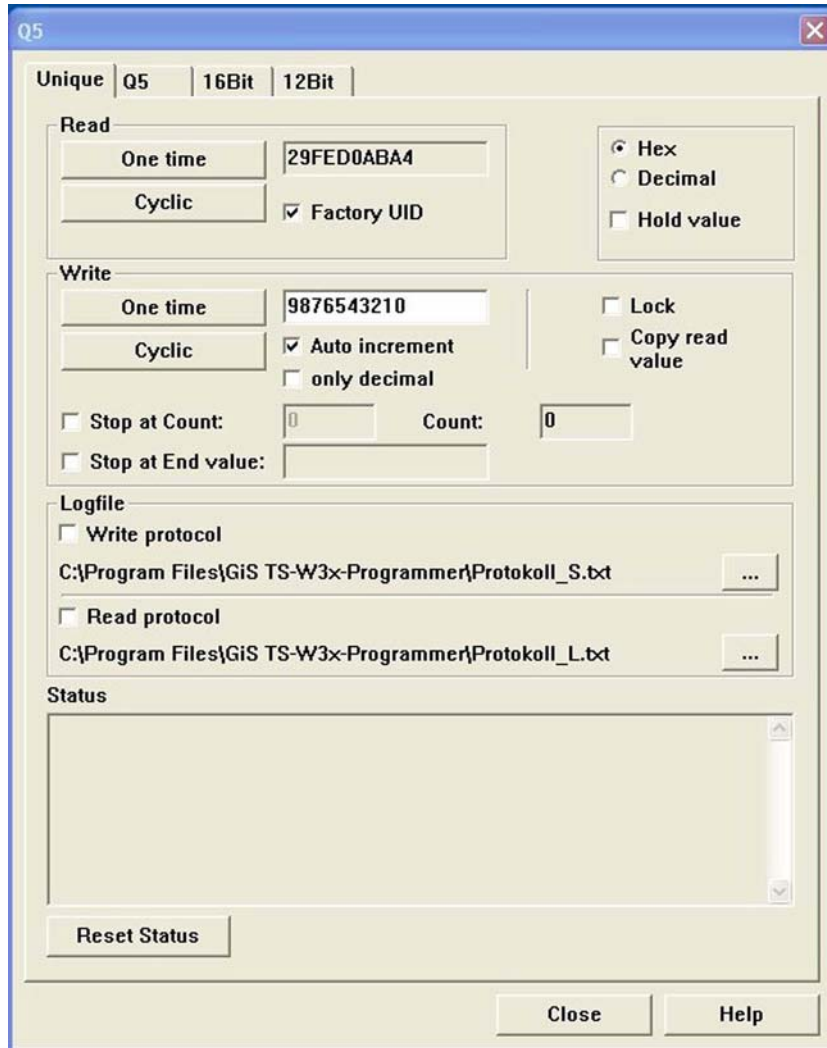 Q5
Unique Q5 16Bit 12Bit
Read
One time 29FED0ABA4
Cyclic Factory UID
Hex
Decimal
Hold value
Write
One time 9876543210
Cyclic Auto increment
only decimal
Lock
Copy read
value
Stop at Count: 0 Count: 0
Stop at End value:
Logfile
Write protocol
C:\Program Files\GiS TS-W3x-Programmer\Protokoll_S.txt ...
Read protocol
C:\Program Files\GiS TS-W3x-Programmer\Protokoll_L.txt ...
Status
Reset Status
Close Help